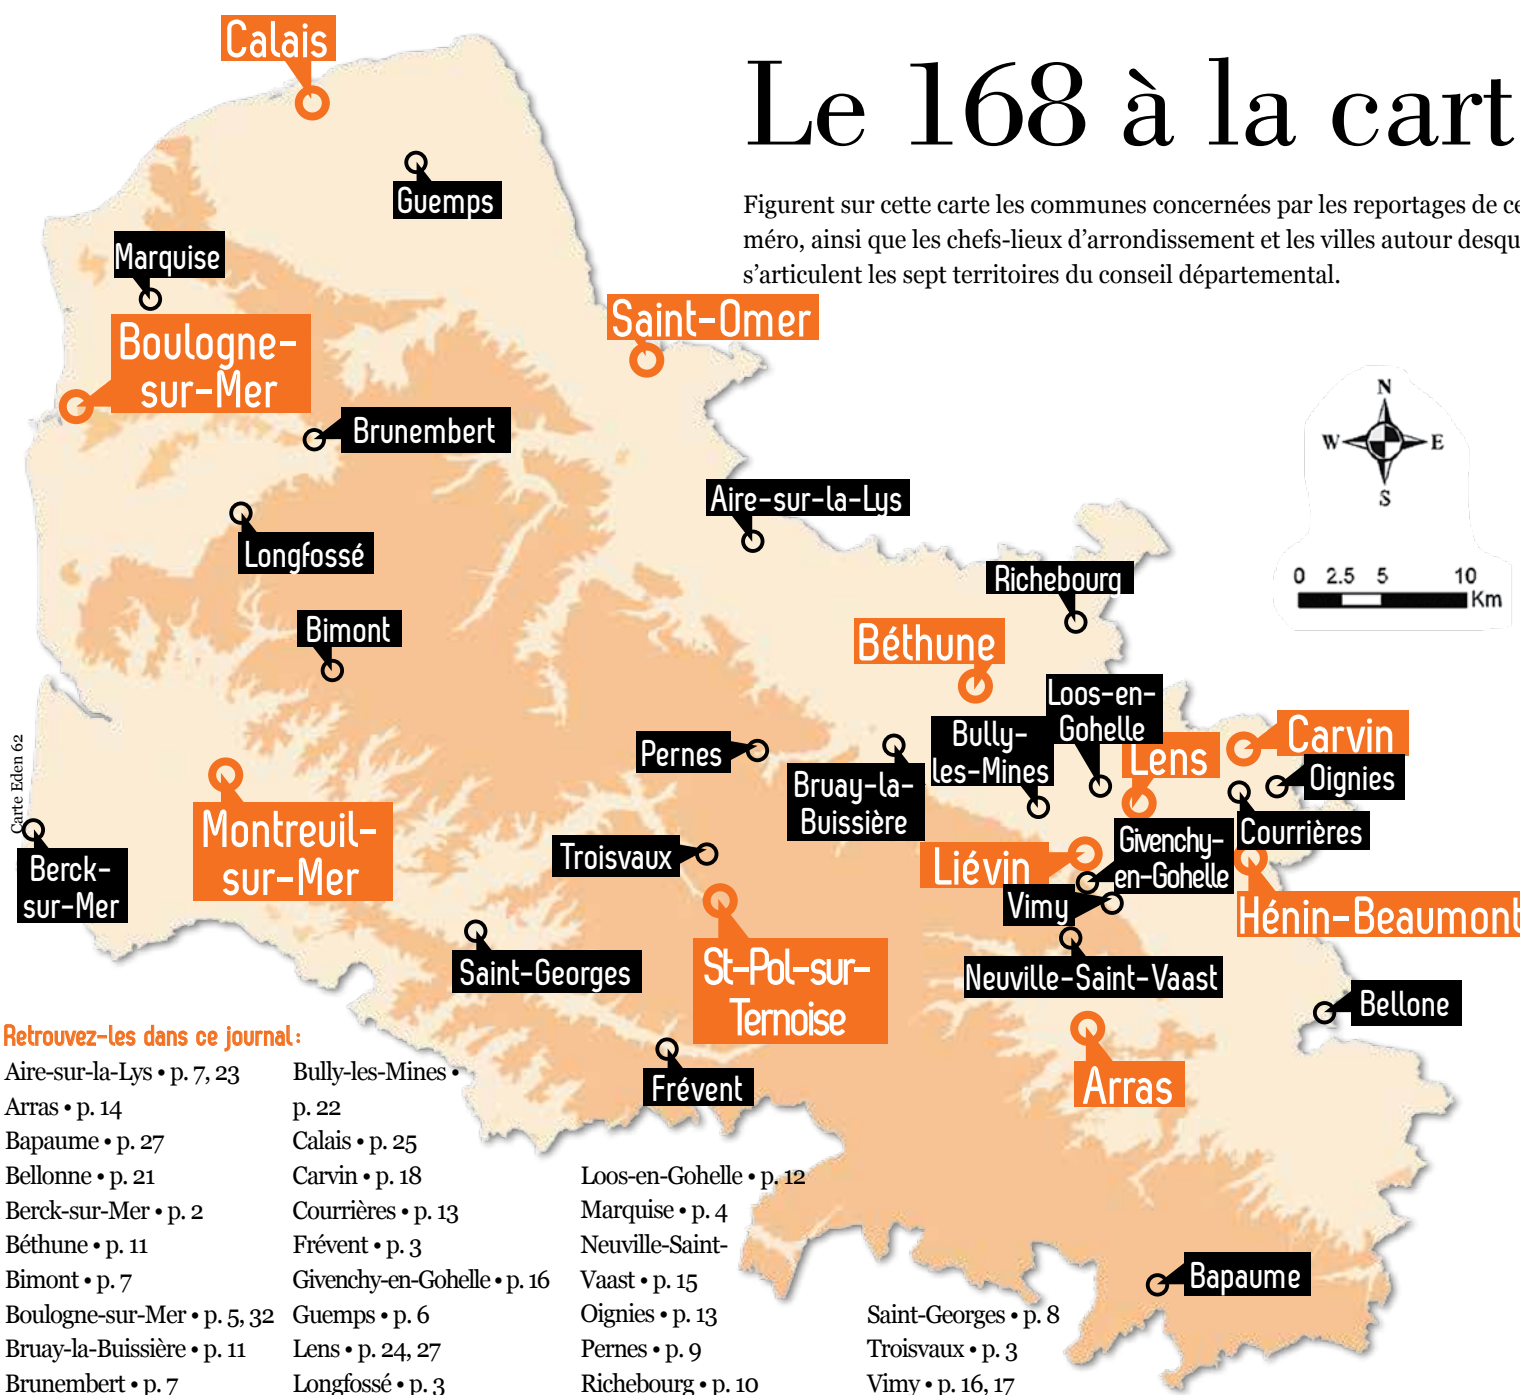 Le 168 à la cart
Figurent sur cette carte les communes concernées par les reportages de ce
méro, ainsi que les chefs-lieux d'arrondissement et les villes autour desqu
s'articulent les sept territoires du conseil départemental.
Calais
Guemps
Marquise
Boulogne-
sur-Mer
Saint-Omer
Brunembert
N
W E
S
Aire-sur-la-Lys
Longfossé
Richebourg
0 2.5 5 10
Km
Bimont
Béthune
Loos-en-
Gohelle
Bully-
les-Mines
Lens
Carvin
Oignies
Pernes
Bruay-la-
Buissière
Courrières
Carte Eden 62
Montreuil-
sur-Mer
Berck-
sur-Mer
Troisvaux
Liévin
Givenchy-
en-Gohelle
Vimy
Hénin-Beaumont
Saint-Georges
St-Pol-sur-
Ternoise
Neuville-Saint-Vaast
Bellone
Frévent
Arras
Bapaume
Retrouvez-les dans ce journal :
Aire-sur-la-Lys • p. 7, 23
Arras • p. 14
Bapaume • p. 27
Bellonne • p. 21
Berck-sur-Mer • p. 2
Béthune • p. 11
Bimont • p. 7
Boulogne-sur-Mer • p. 5, 32
Bruay-la-Buissière • p. 11
Brunembert • p. 7
Bully-les-Mines •
p. 22
Calais • p. 25
Carvin • p. 18
Courrières • p. 13
Frévent • p. 3
Givenchy-en-Gohelle • p. 16
Guemps • p. 6
Lens • p. 24, 27
Longfossé • p. 3
Loos-en-Gohelle • p. 12
Marquise • p. 4
Neuville-Saint-
Vaast • p. 15
Oignies • p. 13
Pernes • p. 9
Richebourg • p. 10
Saint-Georges • p. 8
Troisvaux • p. 3
Vimy • p. 16, 17